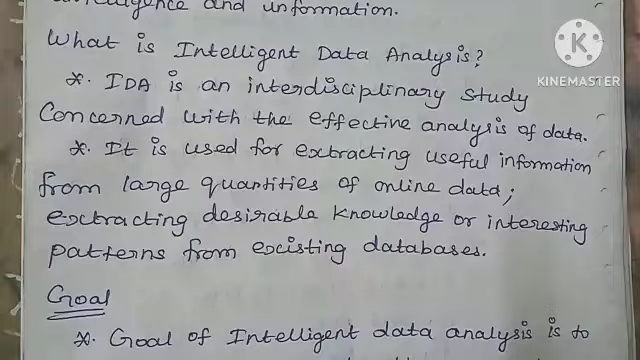 and information.
What is Intelligent Data Analysis?
*. IDA is an interdisciplinary study
Concerned with the effective analysis of data.
*. It is used for extracting useful information
from large quantities of online data;
extracting desirable knowledge or interesting
patterns from existing databases.
Goal
*. Goal of Intelligent data analysis is to
KINEMASTER